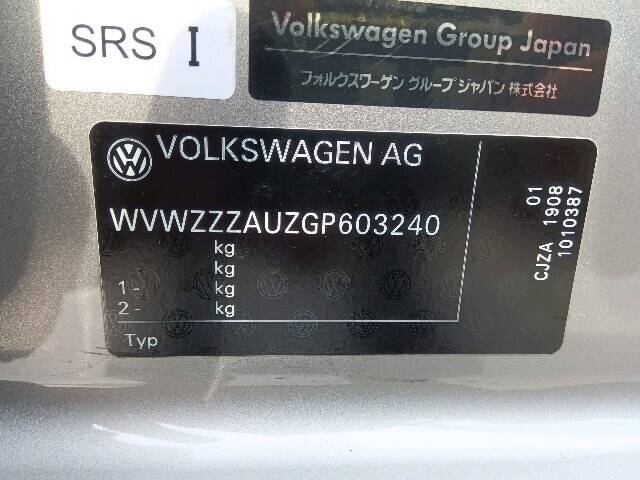 SRS I
Volkswagen Group Japan
フォルクスワーゲン グループ ジャパン 株式会社
VOLKSWAGEN AG
WVWZZZAUZGP603240
kg
kg
1 - kg
2 - kg
Typ
01
CJZA 1908
1010387